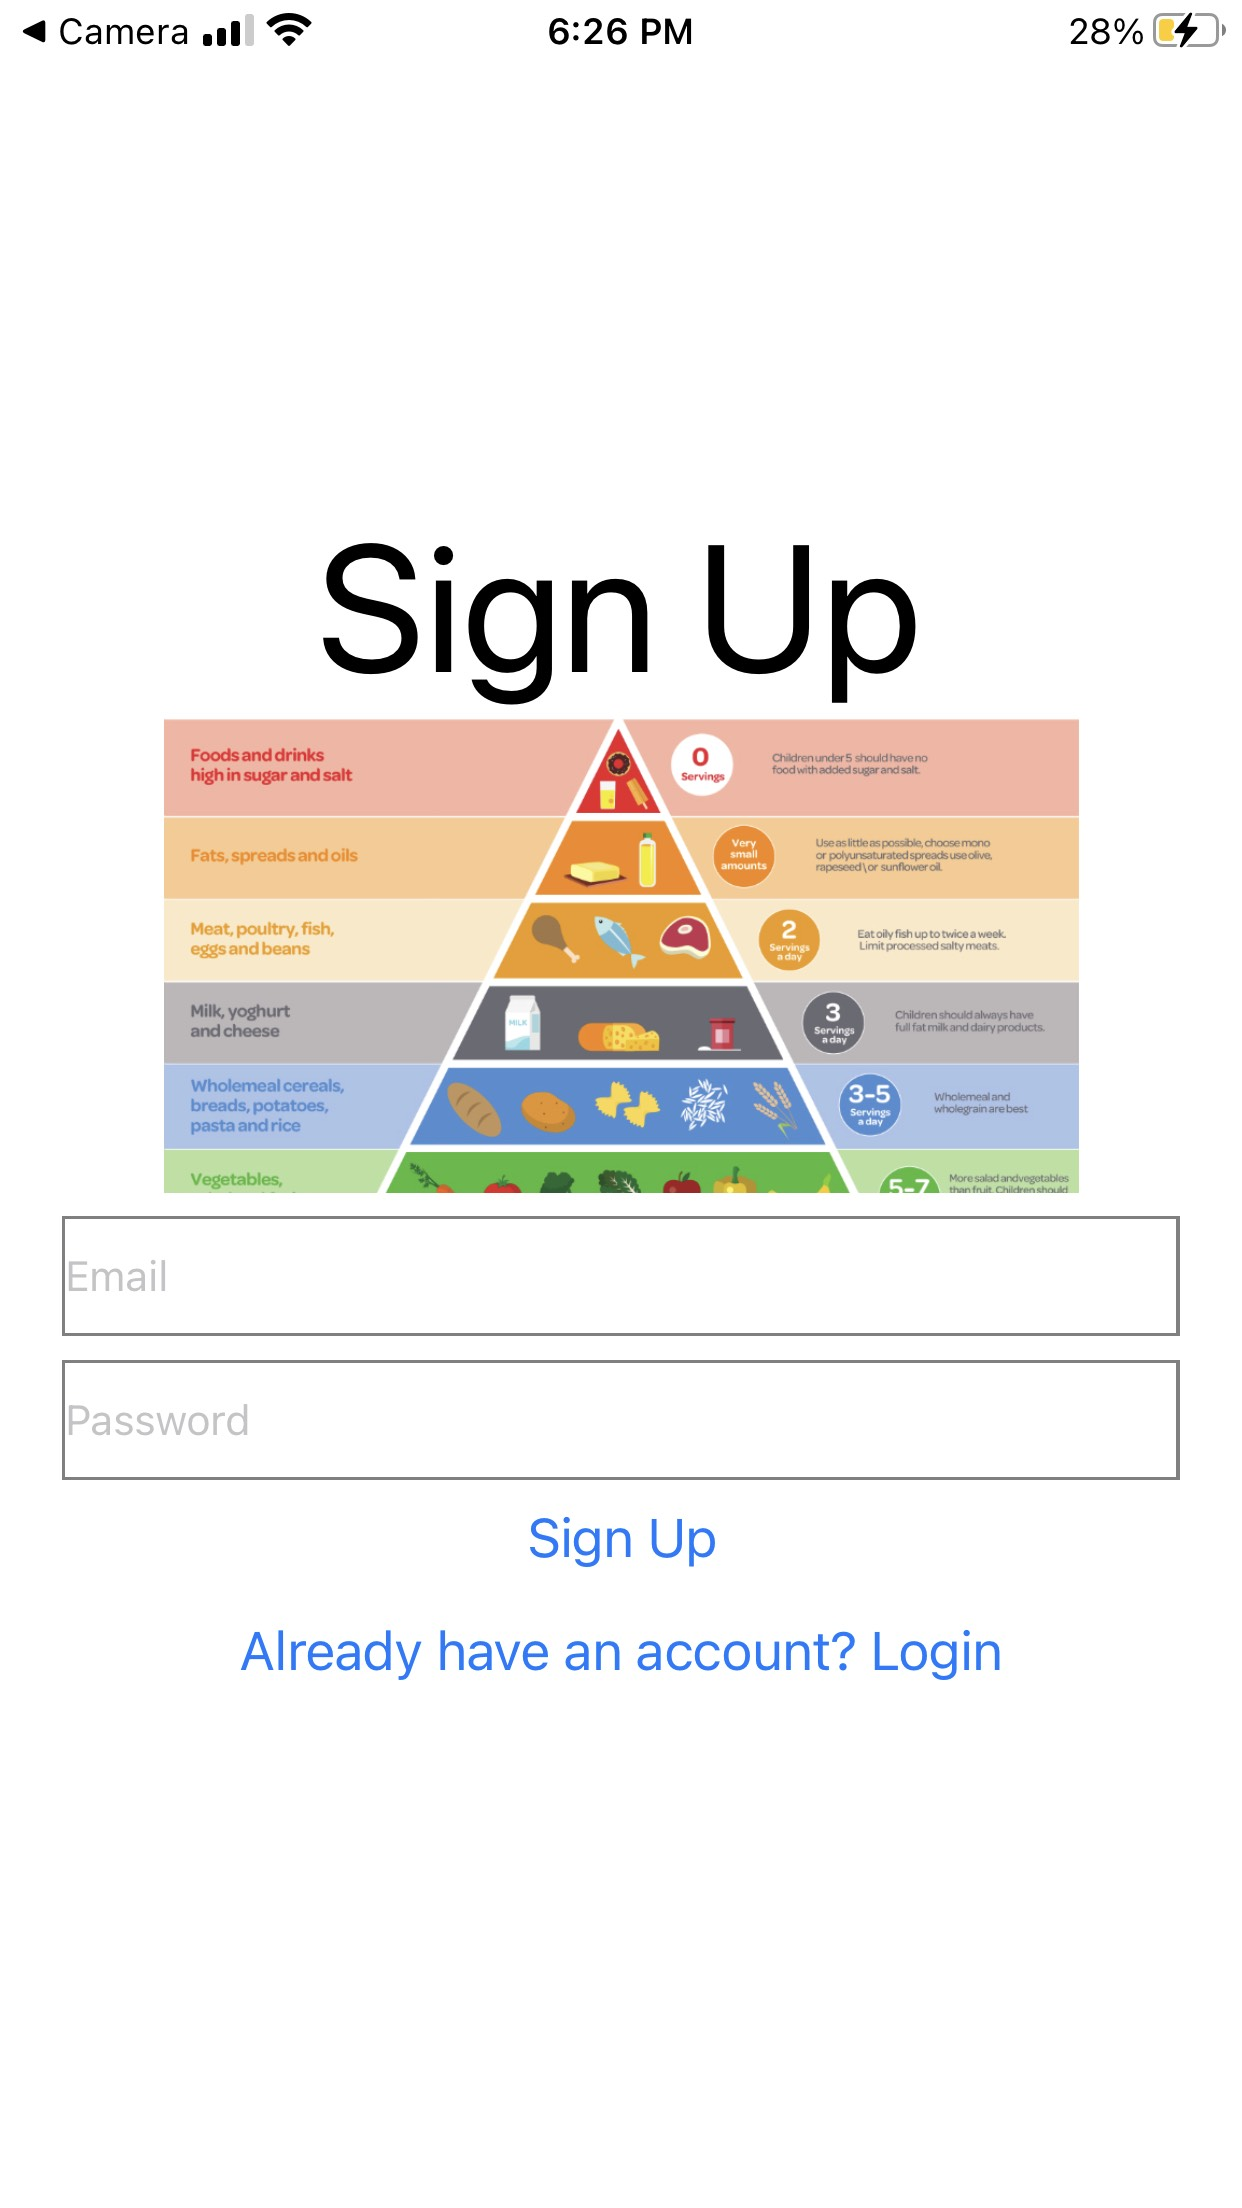 ◀ Camera
6:26 PM
28%
Sign Up
Foods and drinks
high in sugar and salt
0
Servings
Children under 5 should have no
food with added sugar and salt.
Fats, spreads and oils
Very
small
amounts
Use as little as possible, choose mono
or polyunsaturated spreads use olive,
rapeseed\or sunflower oil.
Meat, poultry, fish,
eggs and beans
2
Servings
a day
Eat oily fish up to twice a week.
Limit processed salty meats.
Milk, yoghurt
and cheese
MILK
3
Servings
a day
Children should always have
full fat milk and dairy products.
Wholemeal cereals,
breads, potatoes,
pasta and rice
3-5
Servings
a day
Wholemeal and
wholegrain are best
Vegetables,
5-7
More salad andvegetables
than fruit. Children should
Email
Password
Sign Up
Already have an account? Login